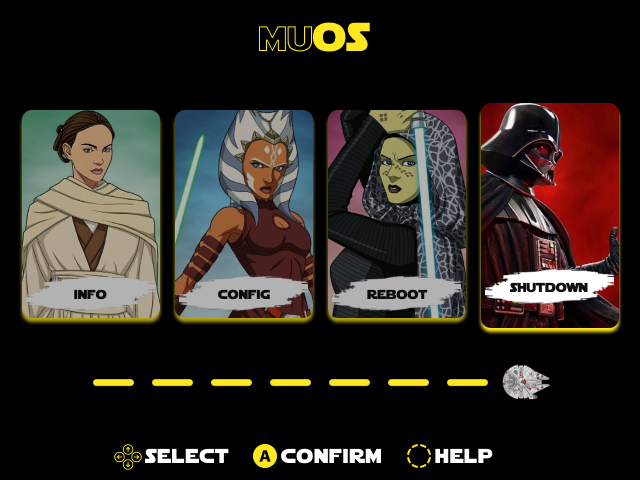 MUOS
INFO
CONFIG
REBOOT
SHUTDOWN
SELECT A CONFIRM HELP